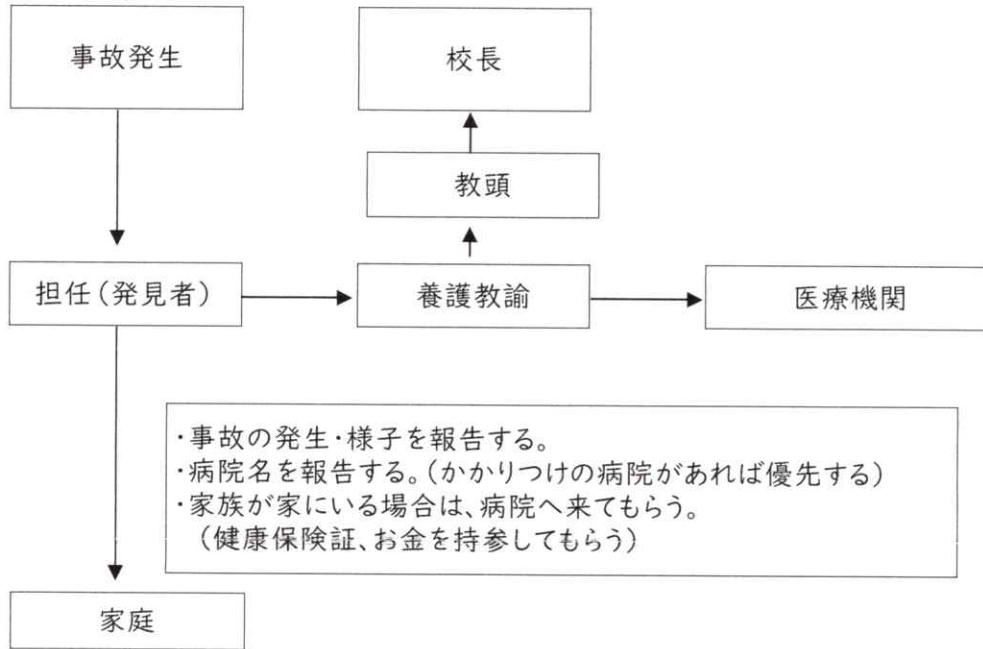 事故発生
校長
教頭
担任(発見者)
養護教諭
医療機関
・事故の発生・様子を報告する。
・病院名を報告する。(かかりつけの病院があれば優先する)
・家族が家にいる場合は、病院へ来てもらう。
(健康保険証、お金を持参してもらう)
家庭